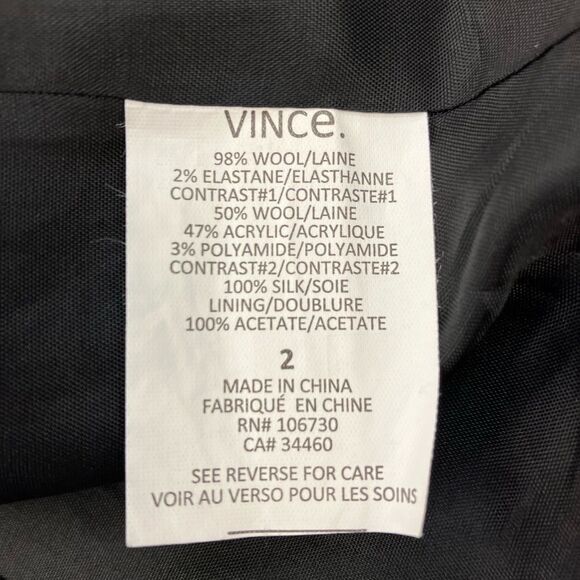 VINCe.
98% WOOL/LAINE
2% ELASTANE/ELASTHANNE
CONTRAST#1/CONTRASTE#1
50% WOOL/LAINE
47% ACRYLIC/ACRYLIQUE
3% POLYAMIDE/POLYAMIDE
CONTRAST#2/CONTRASTE#2
100% SILK/SOIE
LINING/DOUBLURE
100% ACETATE/ACETATE
2
MADE IN CHINA
FABRIQUÉ EN CHINE
RN# 106730
CA# 34460
SEE REVERSE FOR CARE
VOIR AU VERSO POUR LES SOINS